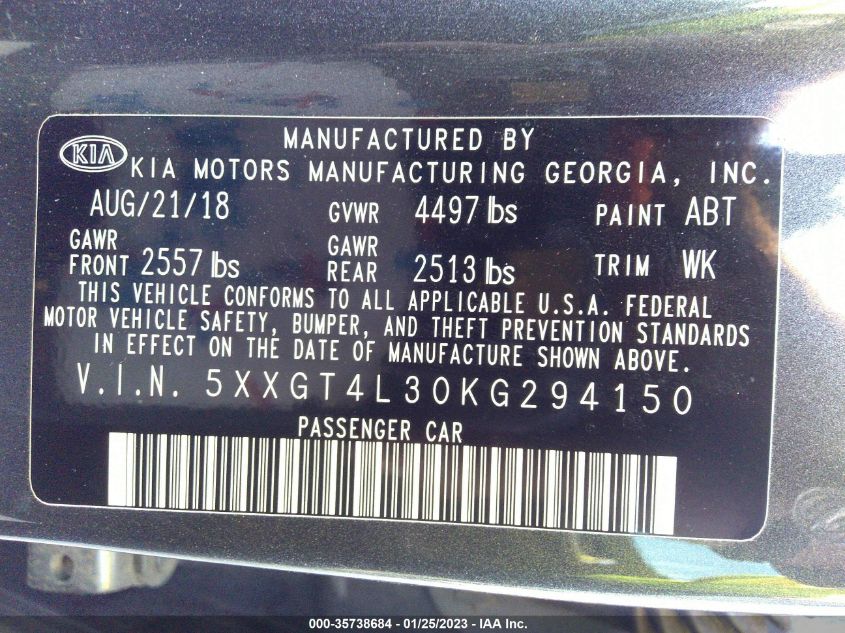 MANUFACTURED BY
KIA KIA MOTORS MANUFACTURING GEORGIA, INC.
AUG/21/18 GVWR 4497 lbs PAINT ABT
GAWR FRONT 2557 lbs GAWR REAR 2513 lbs TRIM WK
THIS VEHICLE CONFORMS TO ALL APPLICABLE U.S.A. FEDERAL
MOTOR VEHICLE SAFETY, BUMPER, AND THEFT PREVENTION STANDARDS
IN EFFECT ON THE DATE OF MANUFACTURE SHOWN ABOVE.
V.I.N. 5XXGT4L30KG294150
PASSENGER CAR
000-35738684 - 01/25/2023 - IAA Inc.